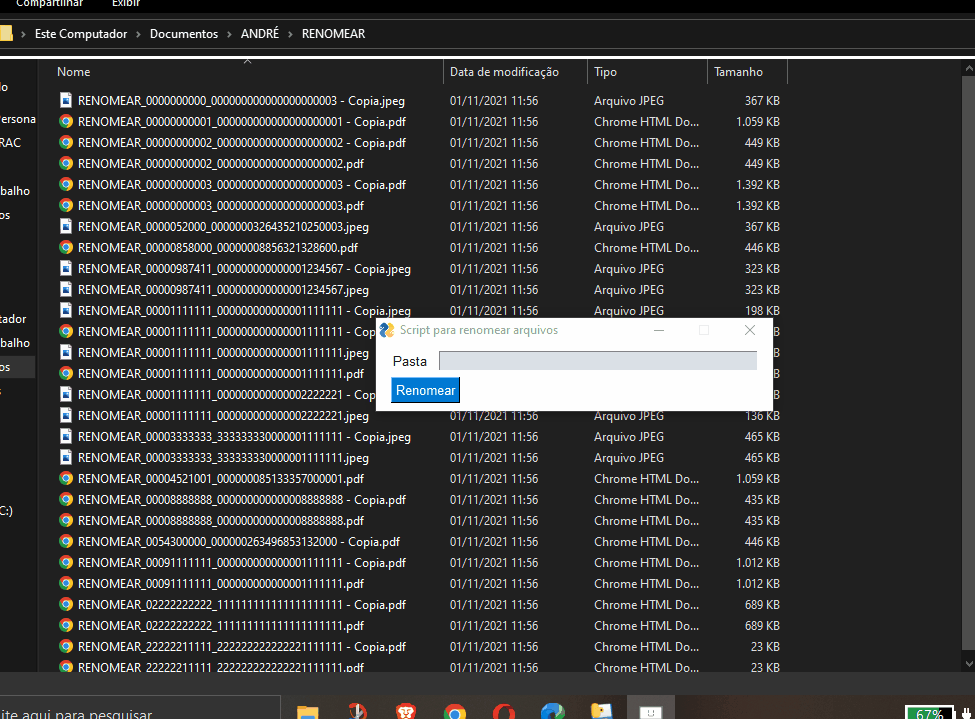 Compartilhar Exibir
Este Computador > Documentos > ANDRÉ > RENOMEAR
Nome Data de modificação Tipo Tamanho
RENOMEAR_0000000000_000000000000000000003 - Copia.jpeg 01/11/2021 11:56 Arquivo JPEG 367 KB
RENOMEAR_00000000001_000000000000000000001 - Copia.pdf 01/11/2021 11:56 Chrome HTML Do... 1.059 KB
RENOMEAR_00000000002_000000000000000000002 - Copia.pdf 01/11/2021 11:56 Chrome HTML Do... 449 KB
RENOMEAR_00000000002_000000000000000000002.pdf 01/11/2021 11:56 Chrome HTML Do... 449 KB
RENOMEAR_00000000003_000000000000000000003 - Copia.pdf 01/11/2021 11:56 Chrome HTML Do... 1.392 KB
RENOMEAR_00000000003_000000000000000000003.pdf 01/11/2021 11:56 Chrome HTML Do... 1.392 KB
RENOMEAR_0000052000_0000000326435210250003.jpeg 01/11/2021 11:56 Arquivo JPEG 367 KB
RENOMEAR_00000858000_00000008856321328600.pdf 01/11/2021 11:56 Chrome HTML Do... 446 KB
RENOMEAR_00000987411_000000000000001234567 - Copia.jpeg 01/11/2021 11:56 Arquivo JPEG 323 KB
RENOMEAR_00000987411_000000000000001234567.jpeg 01/11/2021 11:56 Arquivo JPEG 323 KB
RENOMEAR_00001111111_000000000000001111111 - Copia.jpeg 01/11/2021 11:56 Arquivo JPEG 198 KB
RENOMEAR_00001111111_000000000000001111111 - Cop
Script para renomear arquivos
RENOMEAR_00001111111_000000000000001111111.jpeg
Pasta
RENOMEAR_00001111111_000000000000001111111.pdf
RENOMEAR_00001111111_000000000000002222221 - Cop
Renomear
RENOMEAR_00001111111_000000000000002222221.jpeg 01/11/2021 11:56 Arquivo JPEG 136 KB
RENOMEAR_00003333333_333333330000001111111 - Copia.jpeg 01/11/2021 11:56 Arquivo JPEG 465 KB
RENOMEAR_00003333333_333333330000001111111.jpeg 01/11/2021 11:56 Arquivo JPEG 465 KB
RENOMEAR_00004521001_000000085133357000001.pdf 01/11/2021 11:56 Chrome HTML Do... 1.059 KB
RENOMEAR_00008888888_000000000000008888888 - Copia.pdf 01/11/2021 11:56 Chrome HTML Do... 435 KB
RENOMEAR_00008888888_000000000000008888888.pdf 01/11/2021 11:56 Chrome HTML Do... 435 KB
RENOMEAR_0054300000_000000263496853132000 - Copia.pdf 01/11/2021 11:56 Chrome HTML Do... 446 KB
RENOMEAR_00091111111_000000000000001111111 - Copia.pdf 01/11/2021 11:56 Chrome HTML Do... 1.012 KB
RENOMEAR_00091111111_000000000000001111111.pdf 01/11/2021 11:56 Chrome HTML Do... 1.012 KB
RENOMEAR_02222222222_111111111111111111111 - Copia.pdf 01/11/2021 11:56 Chrome HTML Do... 689 KB
RENOMEAR_02222222222_111111111111111111111.pdf 01/11/2021 11:56 Chrome HTML Do... 689 KB
RENOMEAR_22222211111_222222222222221111111 - Copia.pdf 01/11/2021 11:56 Chrome HTML Do... 23 KB
RENOMEAR_22222211111_222222222222221111111.pdf 01/11/2021 11:56 Chrome HTML Do... 23 KB
lo
ersona
RAC
balho
os
tador
balho
os
C:)
ite aqui para pesquisar
67%